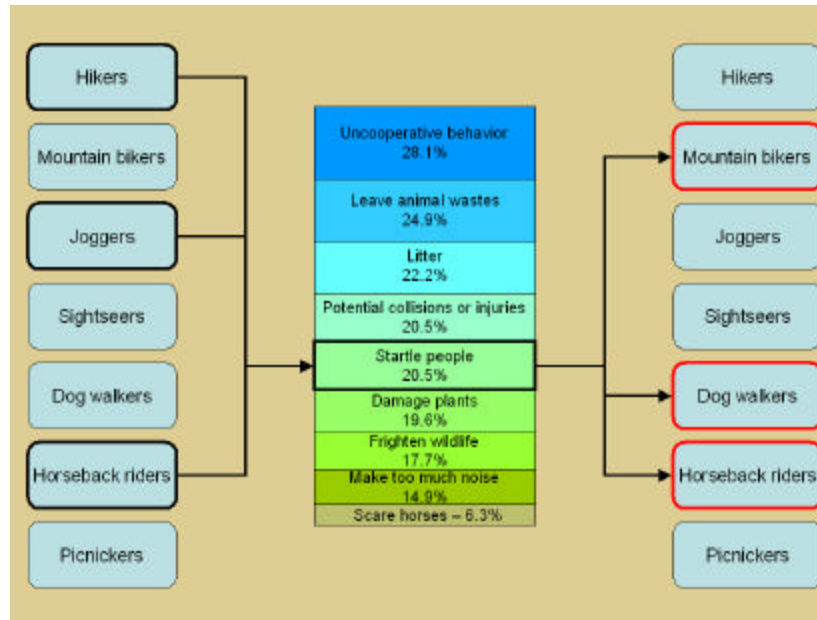 Hikers
Mountain bikers
Joggers
Sightseers
Dog walkers
Horseback riders
Picnickers
Uncooperative behavior
28.1%
Leave animal wastes
24.9%
Litter
22.2%
Potential collisions or injuries
20.5%
Startle people
20.5%
Damage plants
19.6%
Frighten wildlife
17.7%
Make too much noise
14.9%
Scare horses – 6.3%
Hikers
Mountain bikers
Joggers
Sightseers
Dog walkers
Horseback riders
Picnickers